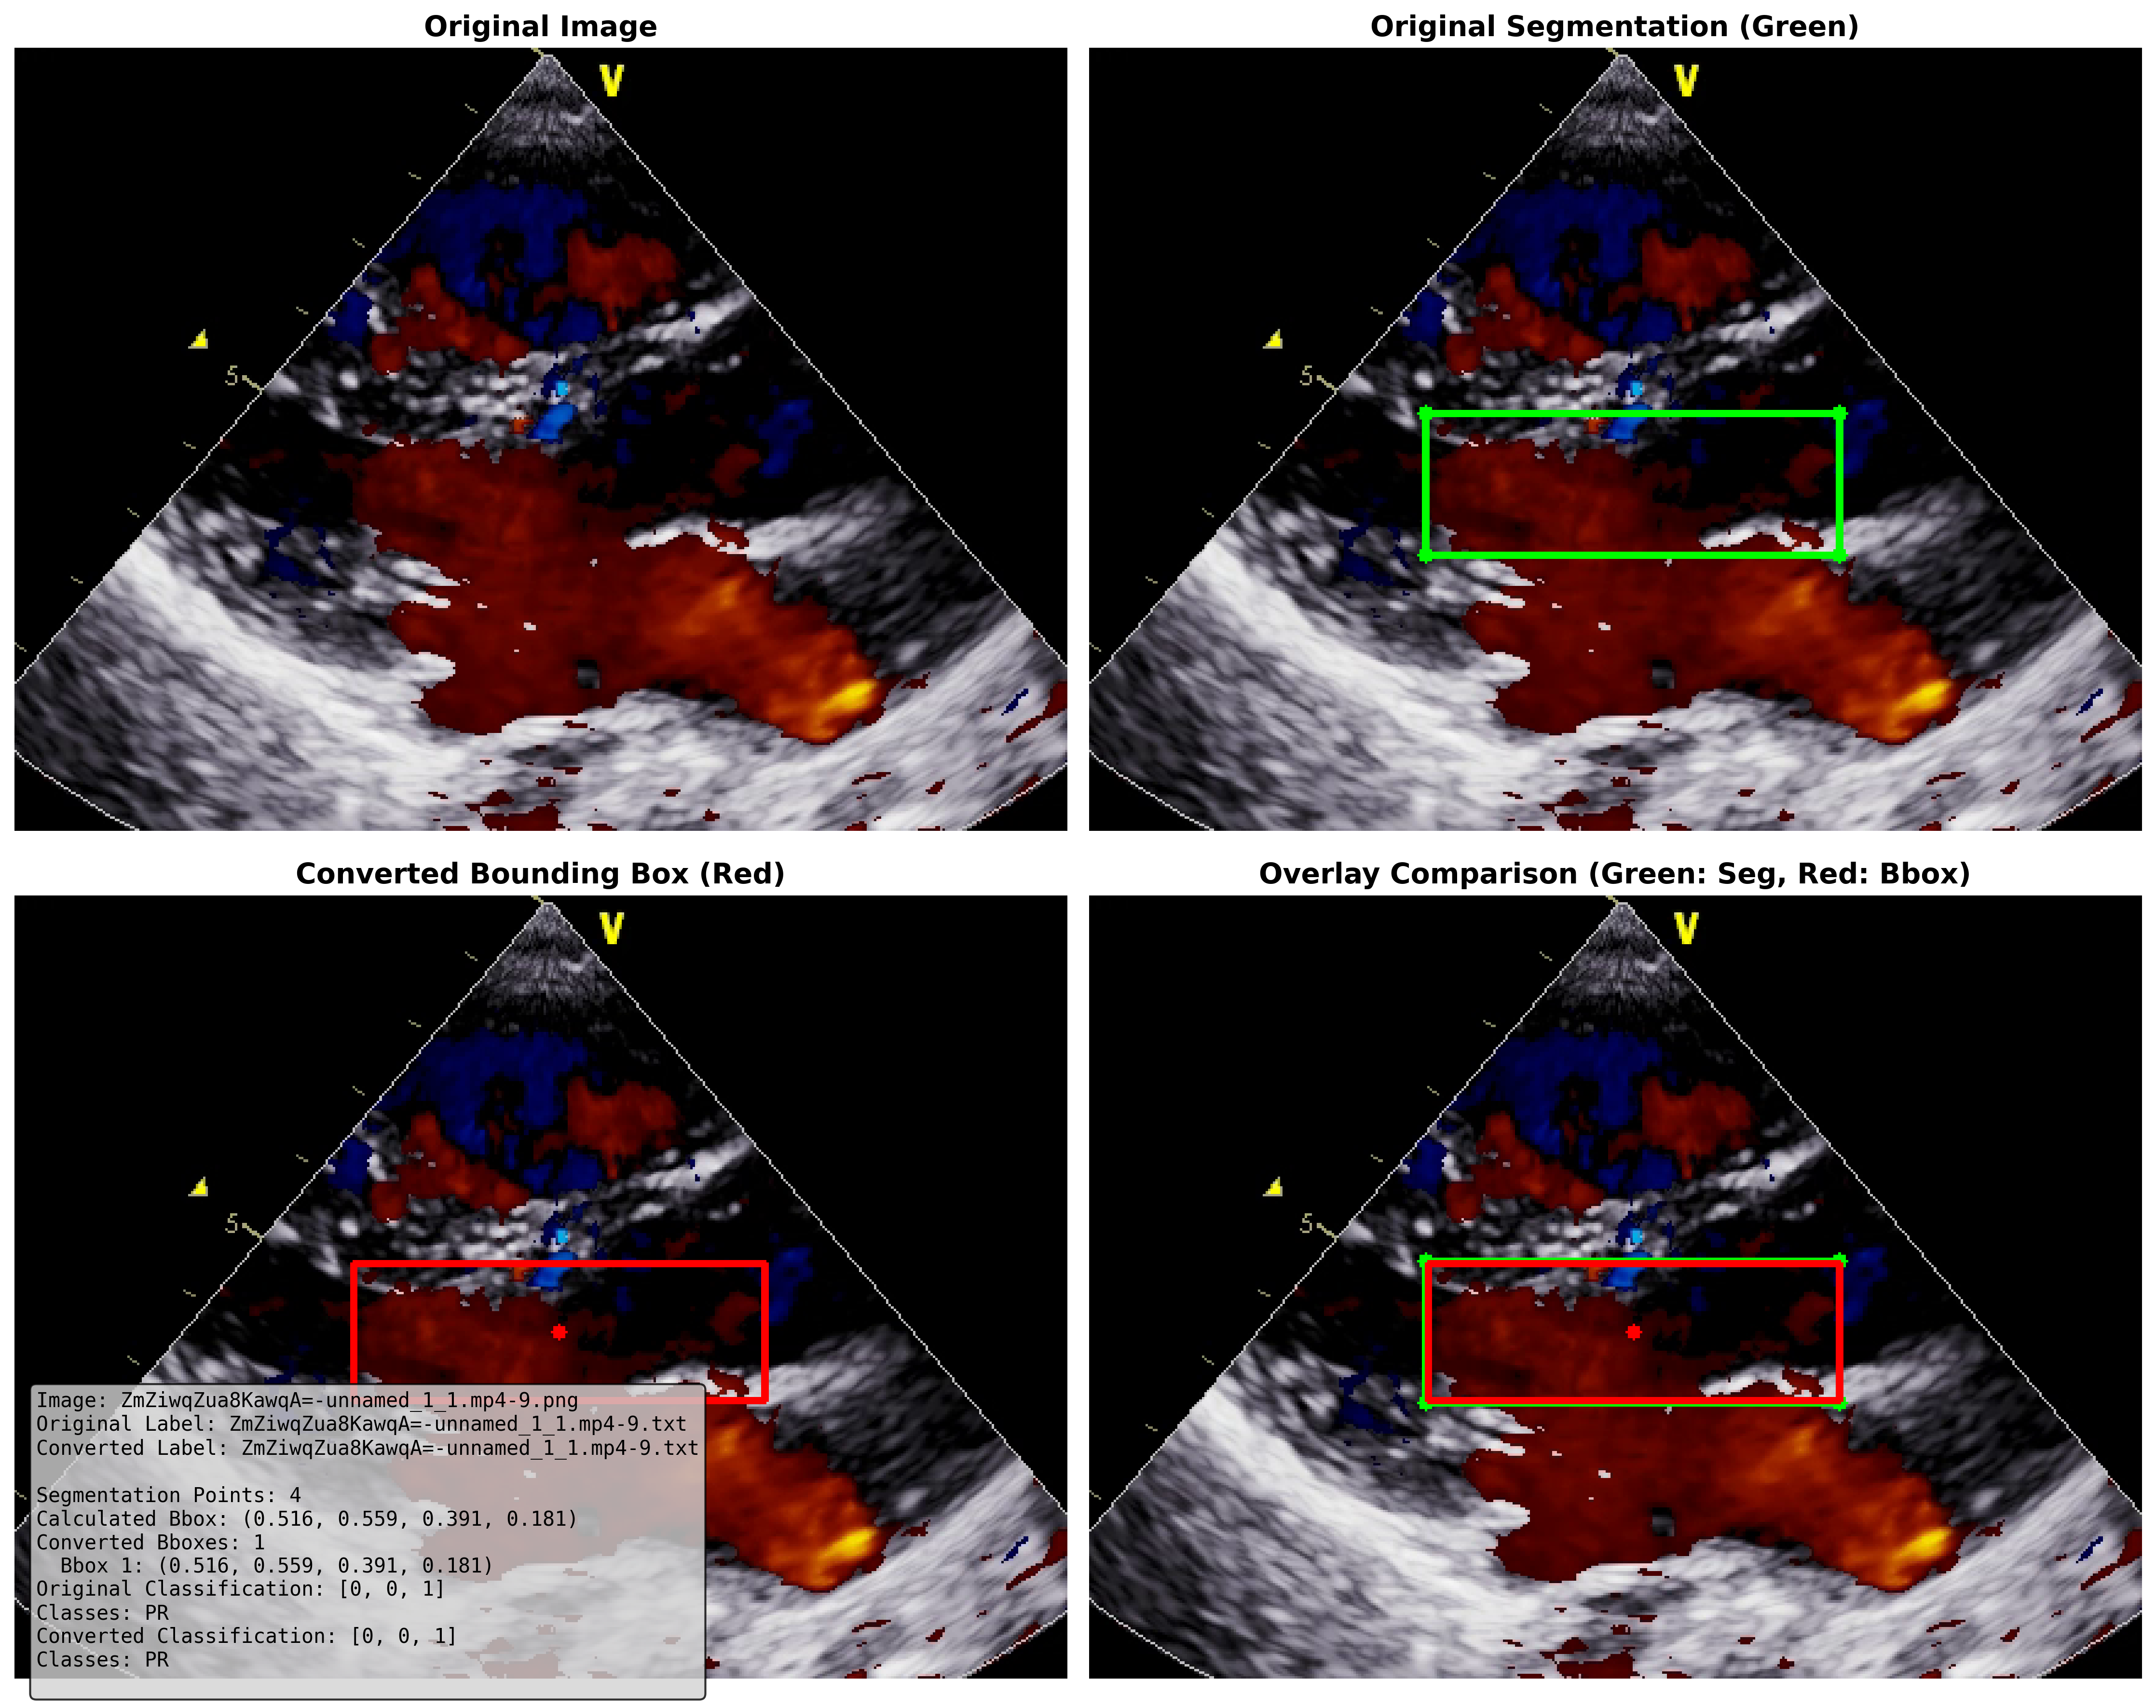 Original Image
Original Segmentation (Green)
V
V
5
5
Converted Bounding Box (Red)
Overlay Comparison (Green: Seg, Red: Bbox)
V
V
5
5
Image: ZmZiwqZua8KawqA=-unnamed_1_1.mp4-9.png
Original Label: ZmZiwqZua8KawqA=-unnamed_1_1.mp4-9.txt
Converted Label: ZmZiwqZua8KawqA=-unnamed_1_1.mp4-9.txt
Segmentation Points: 4
Calculated Bbox: (0.516, 0.559, 0.391, 0.181)
Converted Bboxes: 1
Bbox 1: (0.516, 0.559, 0.391, 0.181)
Original Classification: [0, 0, 1]
Classes: PR
Converted Classification: [0, 0, 1]
Classes: PR